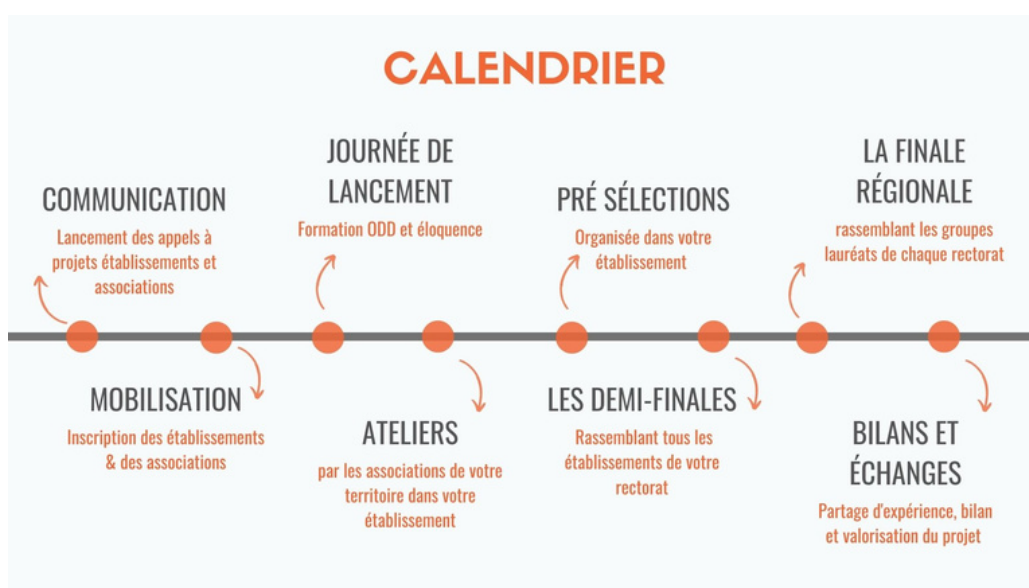 CALENDRIER
COMMUNICATION
Lancement des appels à
projets établissements et
associations
MOBILISATION
Inscription des établissements
& des associations
JOURNÉE DE
LANCEMENT
Formation ODD et éloquence
ATELIERS
par les associations de votre
territoire dans votre
établissement
PRÉ SÉLECTIONS
Organisée dans votre
établissement
LES DEMI-FINALES
Rassemblant tous les
établissements de votre
rectorat
LA FINALE
RÉGIONALE
rassemblant les groupes
lauréats de chaque rectorat
BILANS ET
ÉCHANGES
Partage d'expérience, bilan
et valorisation du projet